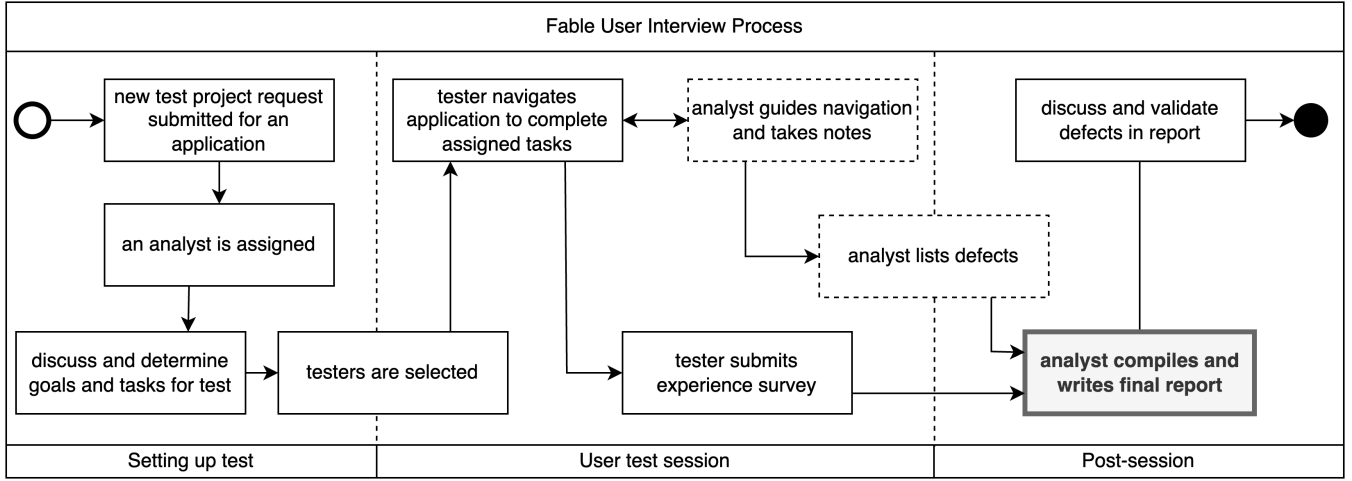 Fable User Interview Process
new test project request
submitted for an
application
an analyst is assigned
discuss and determine
goals and tasks for test
testers are selected
tester navigates
application to complete
assigned tasks
analyst guides navigation
and takes notes
analyst lists defects
tester submits
experience survey
analyst compiles and
writes final report
discuss and validate
defects in report
Setting up test
User test session
Post-session